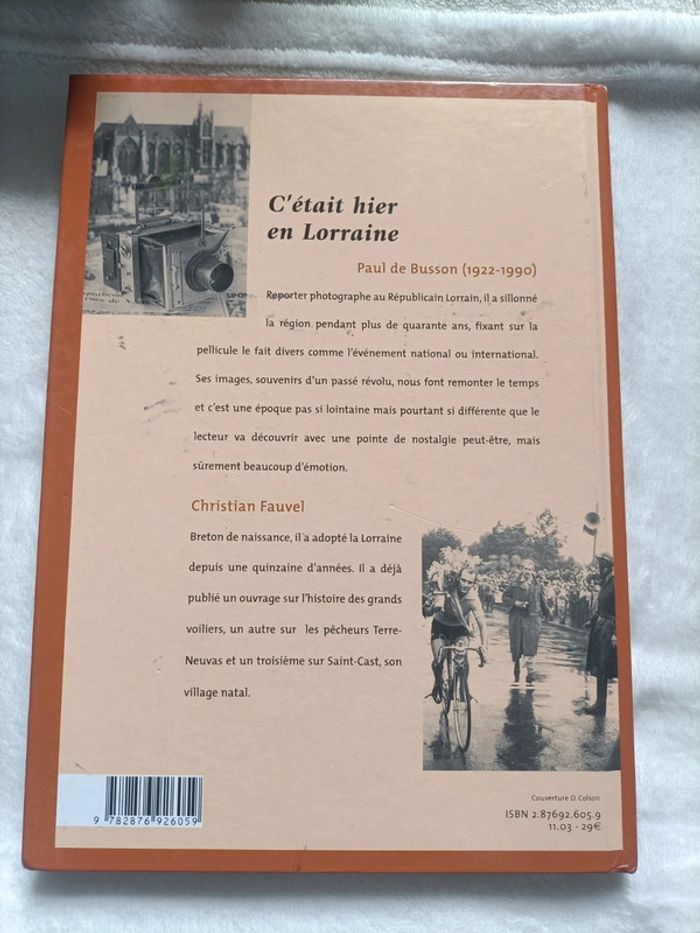 C'était hier
en Lorraine
Paul de Busson (1922-1990)
Reporter photographe au Républicain Lorrain, il a sillonné
la région pendant plus de quarante ans, fixant sur la
pellicule le fait divers comme l'événement national ou international.
Ses images, souvenirs d'un passé révolu, nous font remonter le temps
et c'est une époque pas si lointaine mais pourtant si différente que le
lecteur va découvrir avec une pointe de nostalgie peut-être, mais
sûrement beaucoup d'émotion.
Christian Fauvel
Breton de naissance, il a adopté la Lorraine
depuis une quinzaine d'années. Il a déjà
publié un ouvrage sur l'histoire des grands
voiliers, un autre sur les pêcheurs Terre-
Neuvas et un troisième sur Saint-Cast, son
village natal.
Couverture D. Colson
ISBN 2.87692.605.9
11.03 - 29€
9 782876 926059